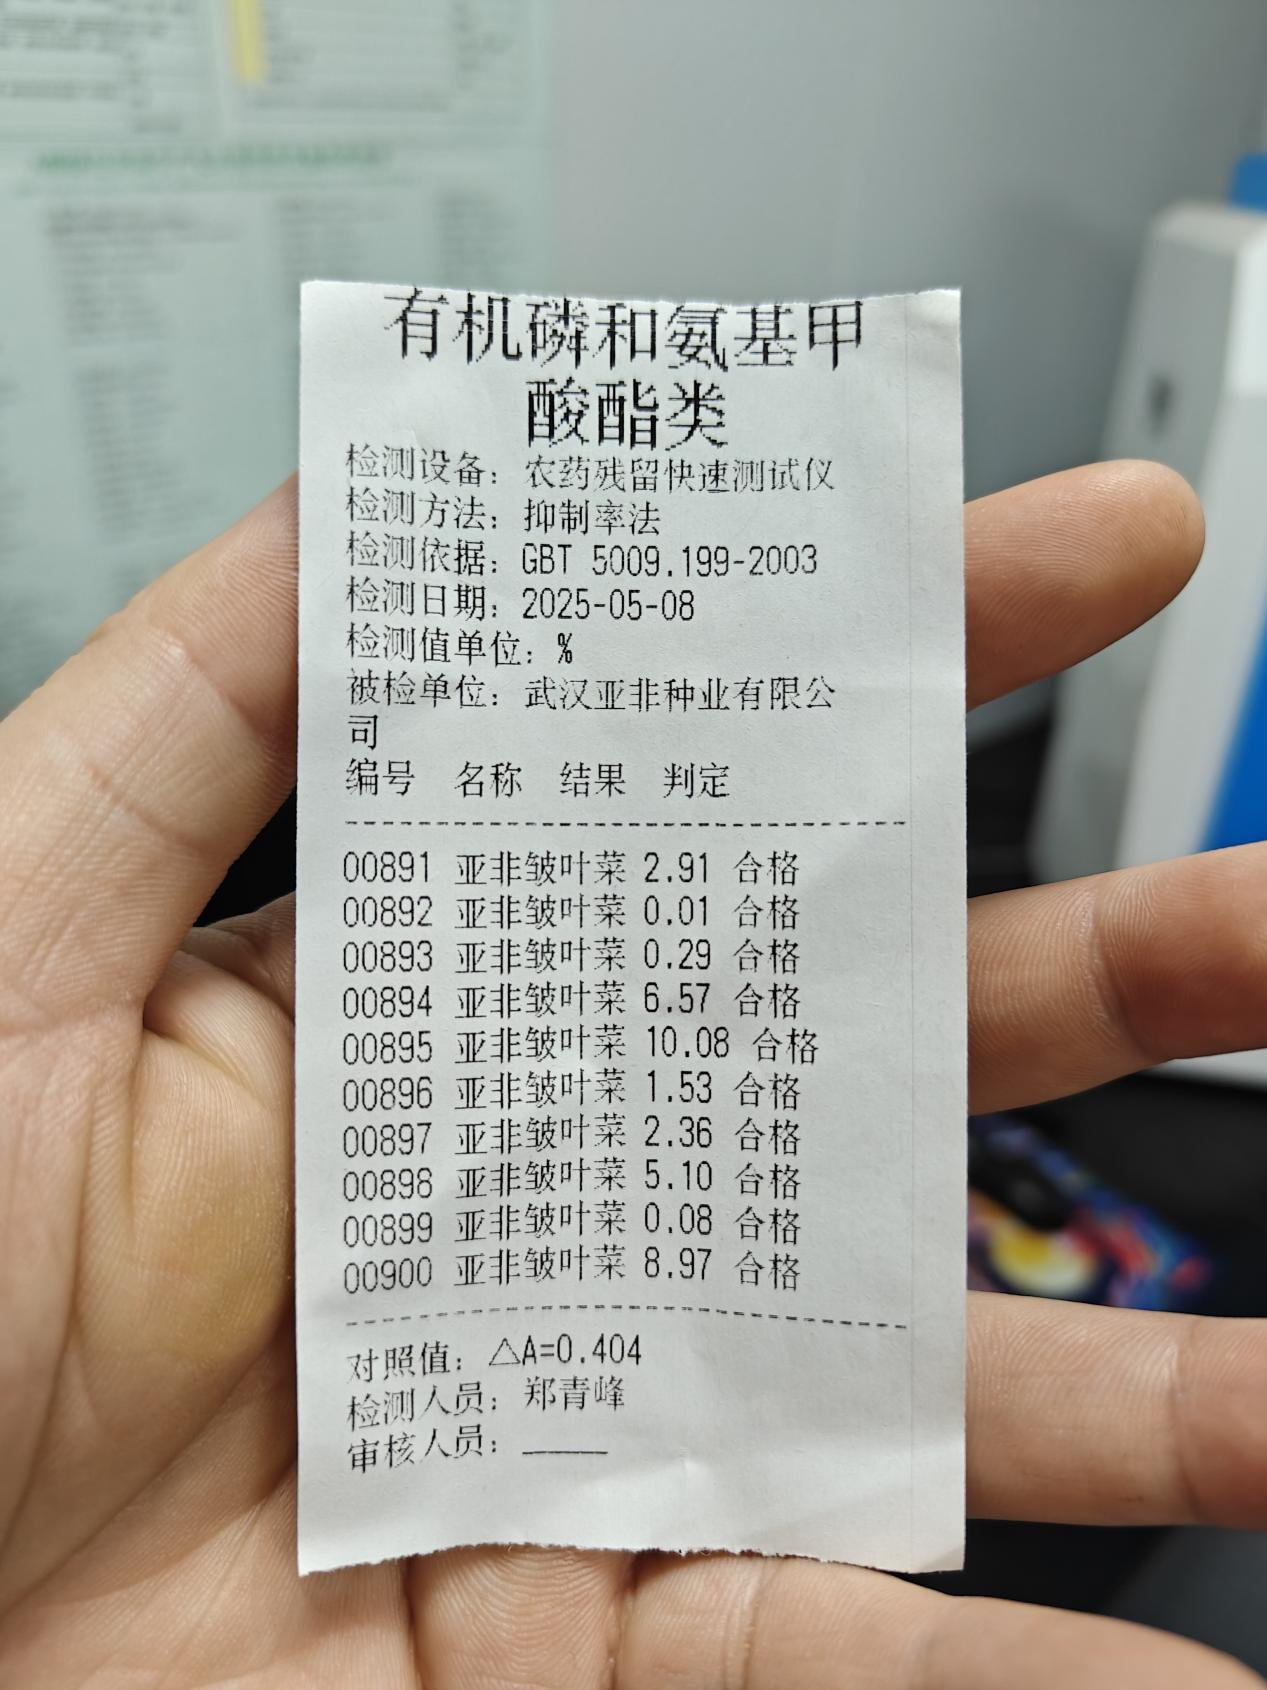 有机磷和氨基甲
酸酯类
检测设备：农药残留快速测试仪
检测方法：抑制率法
检测依据：GBT 5009.199-2003
检测日期：2025-05-08
检测值单位：%
被检单位：武汉亚非种业有限公
司
编号 名称 结果 判定
00891 亚非皱叶菜 2.91 合格
00892 亚非皱叶菜 0.01 合格
00893 亚非皱叶菜 0.29 合格
00894 亚非皱叶菜 6.57 合格
00895 亚非皱叶菜 10.08 合格
00896 亚非皱叶菜 1.53 合格
00897 亚非皱叶菜 2.36 合格
00898 亚非皱叶菜 5.10 合格
00899 亚非皱叶菜 0.08 合格
00900 亚非皱叶菜 8.97 合格
对照值：△A=0.404
检测人员：郑青峰
审核人员：_____